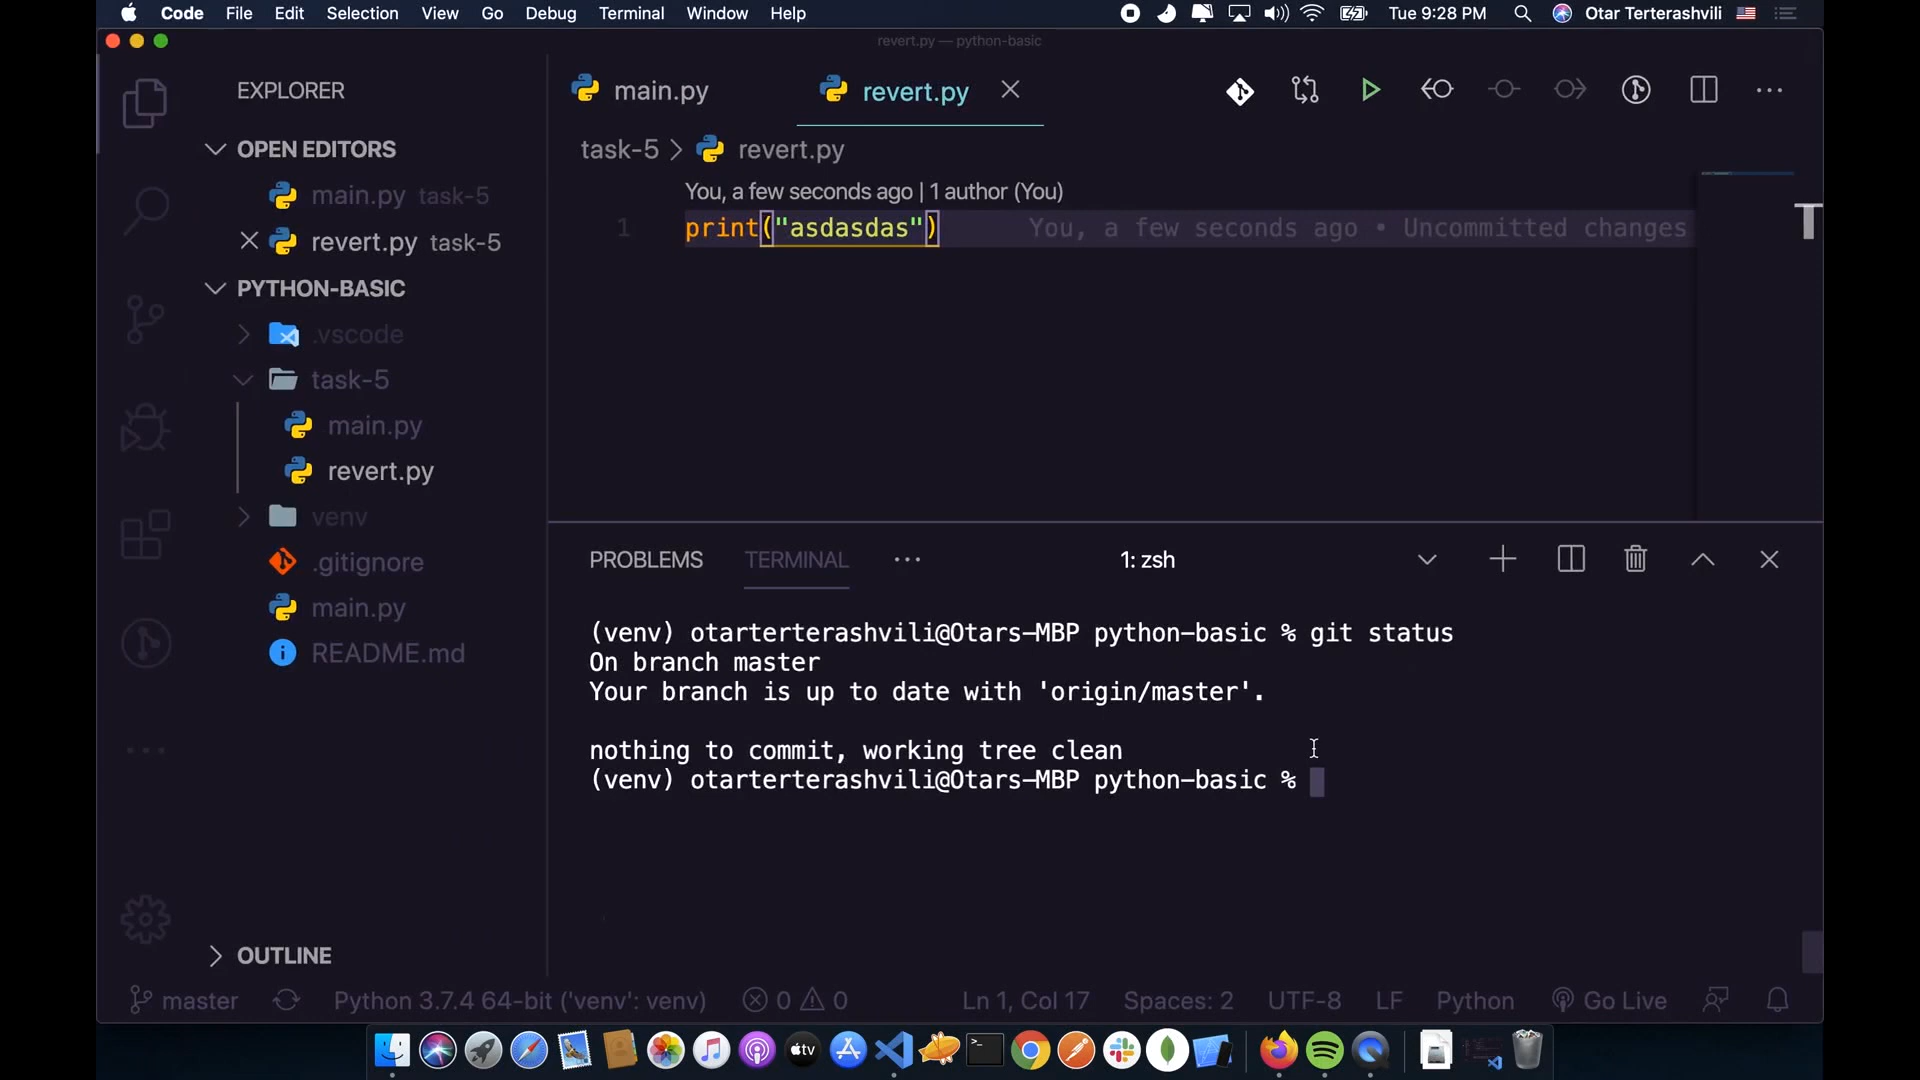 Code File Edit Selection View Go Debug Terminal Window Help Tue 9:28 PM Otar Terterashvili
revert.py — python-basic
EXPLORER
OPEN EDITORS
main.py task-5
revert.py task-5
PYTHON-BASIC
.vscode
task-5
main.py
revert.py
venv
.gitignore
main.py
README.md
OUTLINE
main.py revert.py
task-5 > revert.py
You, a few seconds ago | 1 author (You)
1 print("asdasdas") You, a few seconds ago • Uncommitted changes
PROBLEMS TERMINAL ··· 1: zsh
(venv) otarterterashvili@Otars-MBP python-basic % git status
On branch master
Your branch is up to date with 'origin/master'.
nothing to commit, working tree clean
(venv) otarterterashvili@Otars-MBP python-basic %
master Python 3.7.4 64-bit ('venv': venv) 0 0 Ln 1, Col 17 Spaces: 2 UTF-8 LF Python Go Live
tv